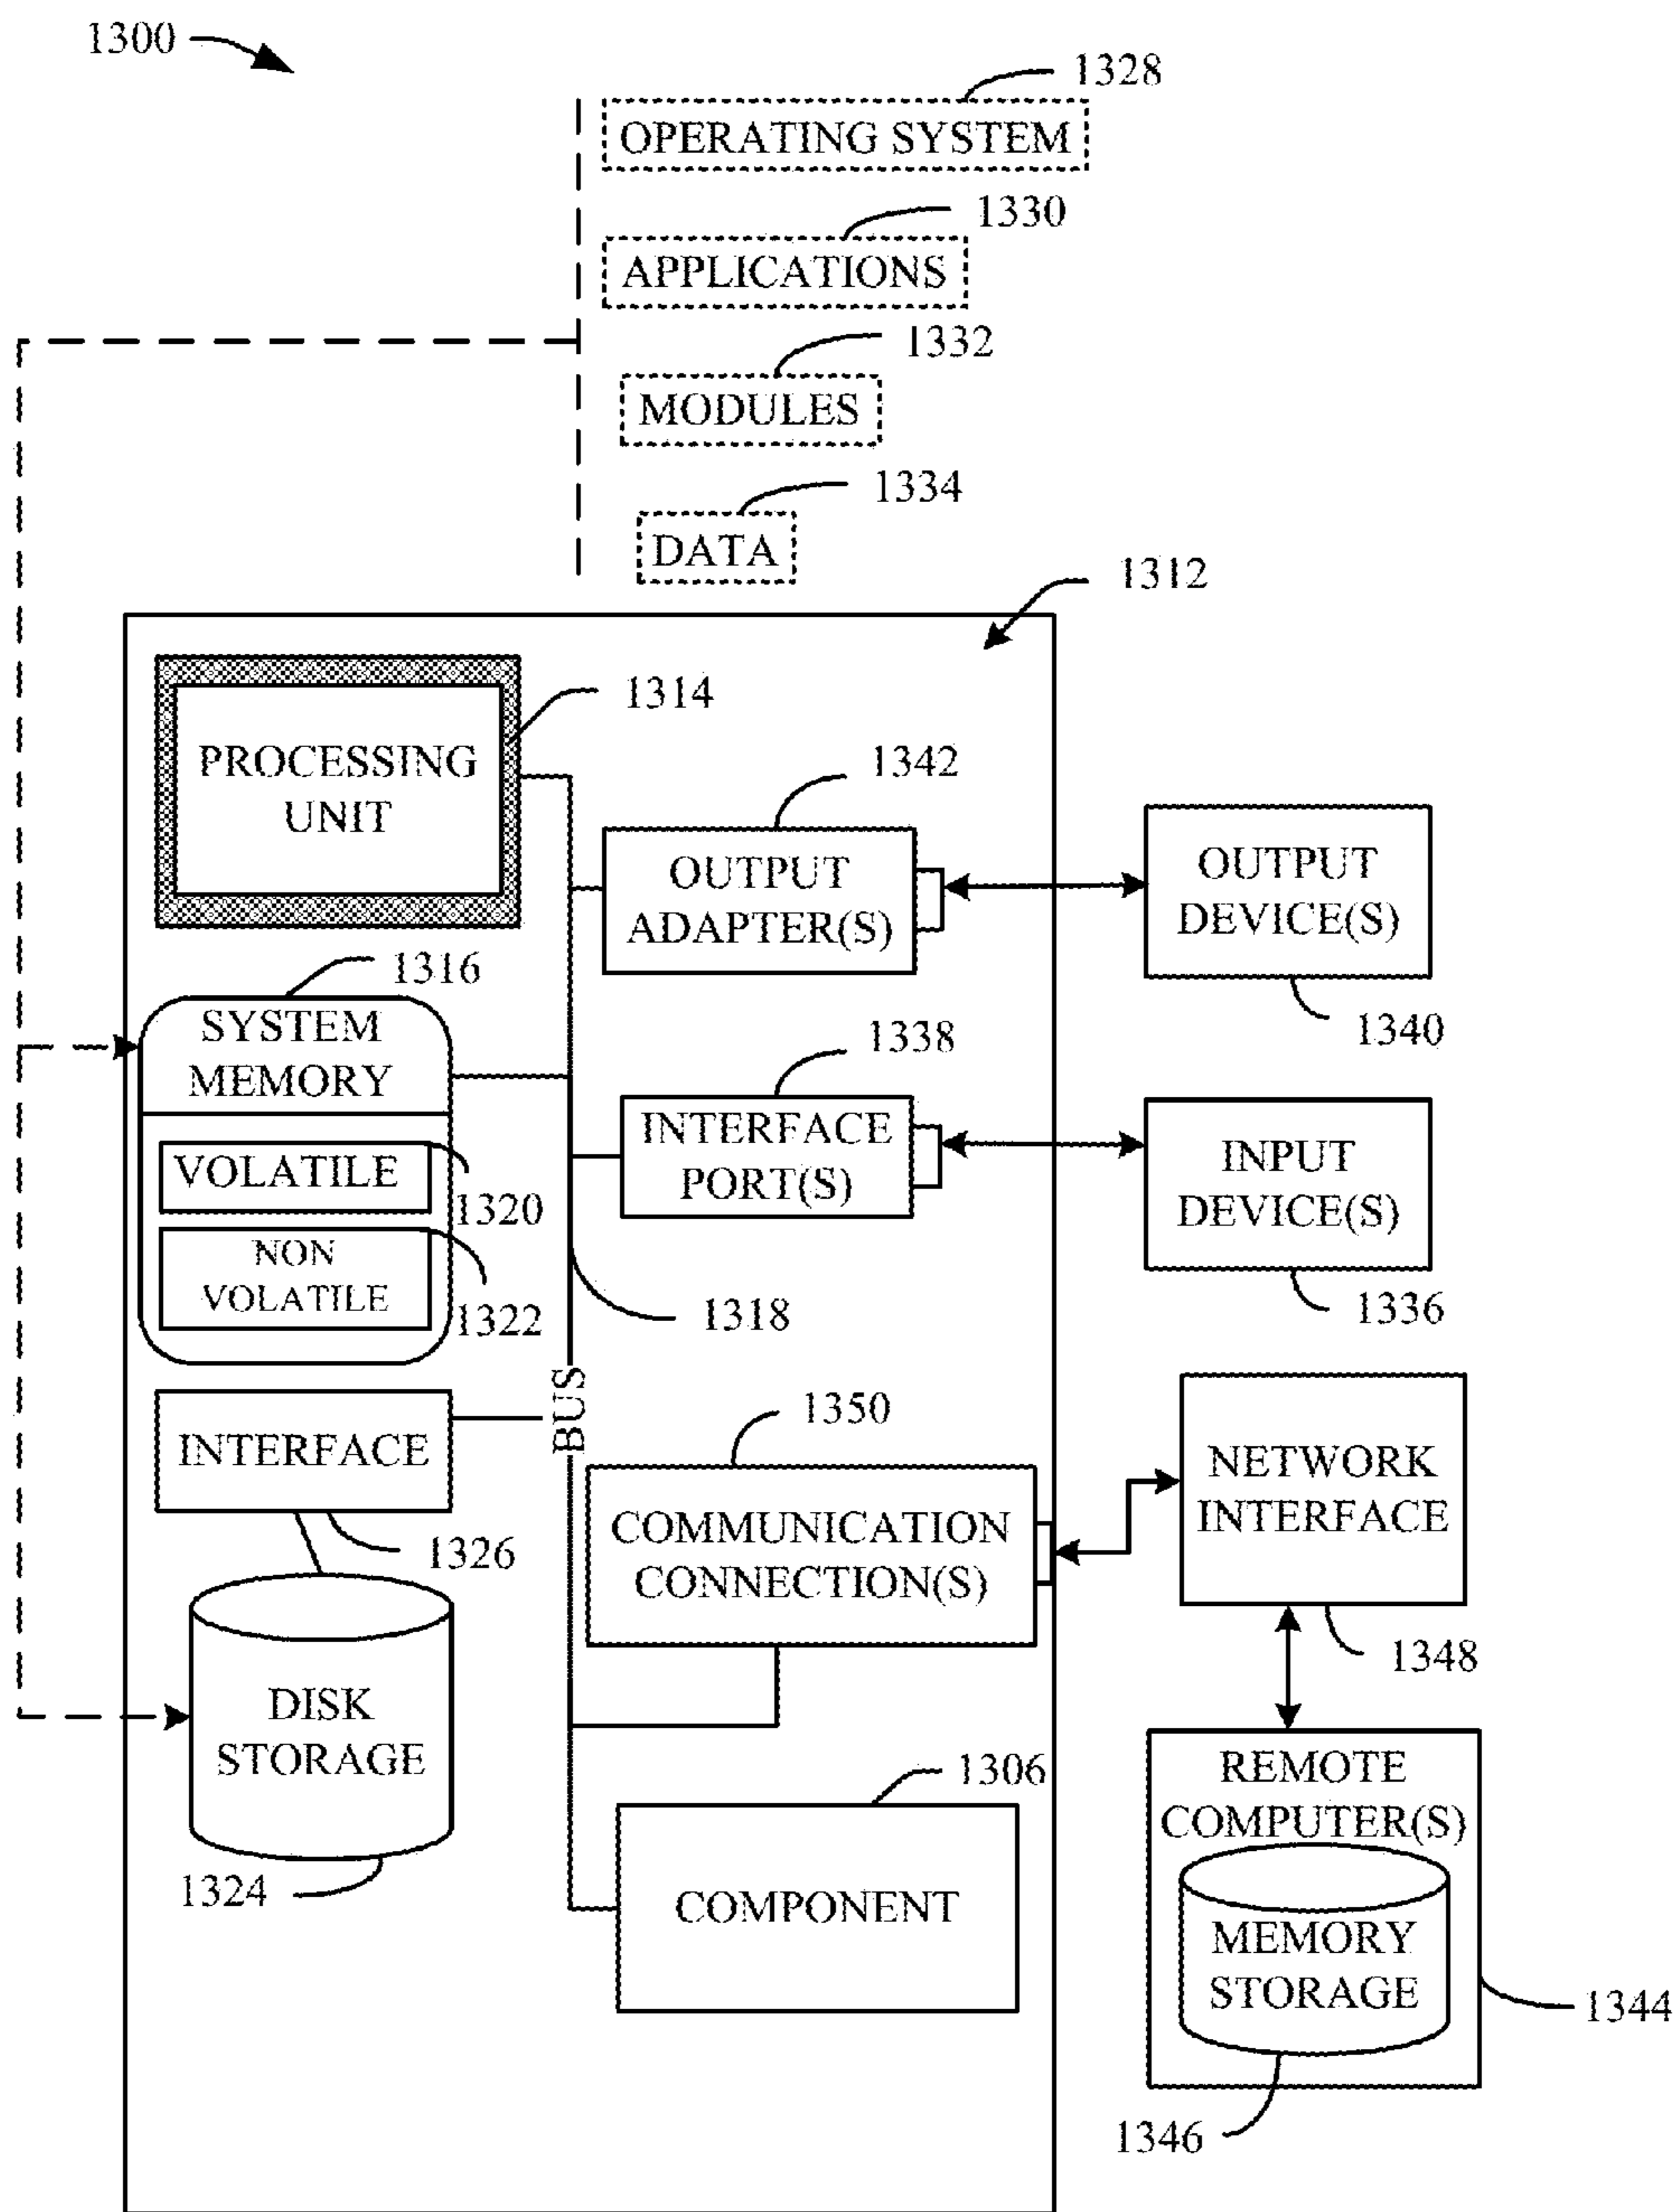 1300
1328
OPERATING SYSTEM
1330
APPLICATIONS
1332
MODULES
1334
DATA
1312
1314
PROCESSING
UNIT
1342
OUTPUT
ADAPTER(S)
OUTPUT
DEVICE(S)
1340
1316
SYSTEM
MEMORY
VOLATILE
1320
NON
VOLATILE
1322
1338
INTERFACE
PORT(S)
INPUT
DEVICE(S)
1336
1318
BUS
INTERFACE
1326
1350
COMMUNICATION
CONNECTION(S)
NETWORK
INTERFACE
1348
DISK
STORAGE
1324
1306
COMPONENT
REMOTE
COMPUTER(S)
MEMORY
STORAGE
1344
1346